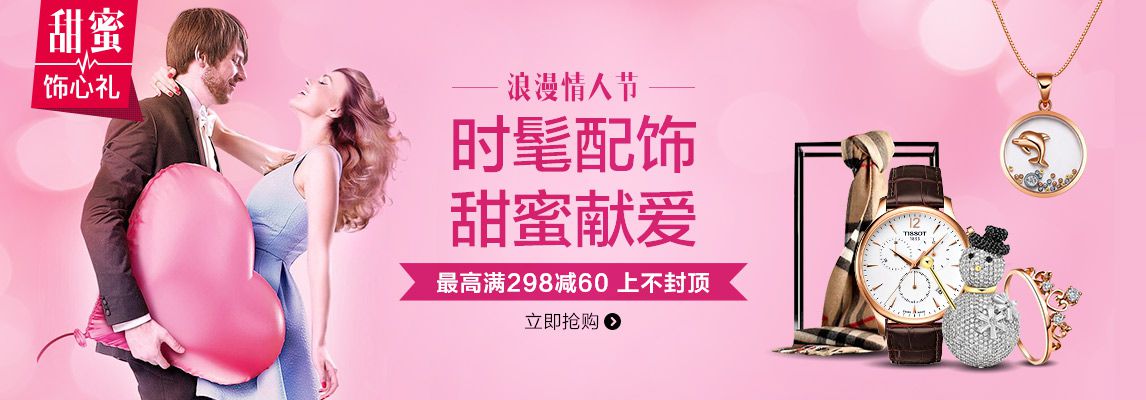 甜蜜
饰心礼
浪漫情人节
时髦配饰
甜蜜献爱
最高满298减60 上不封顶
立即抢购
TISSOT
1853